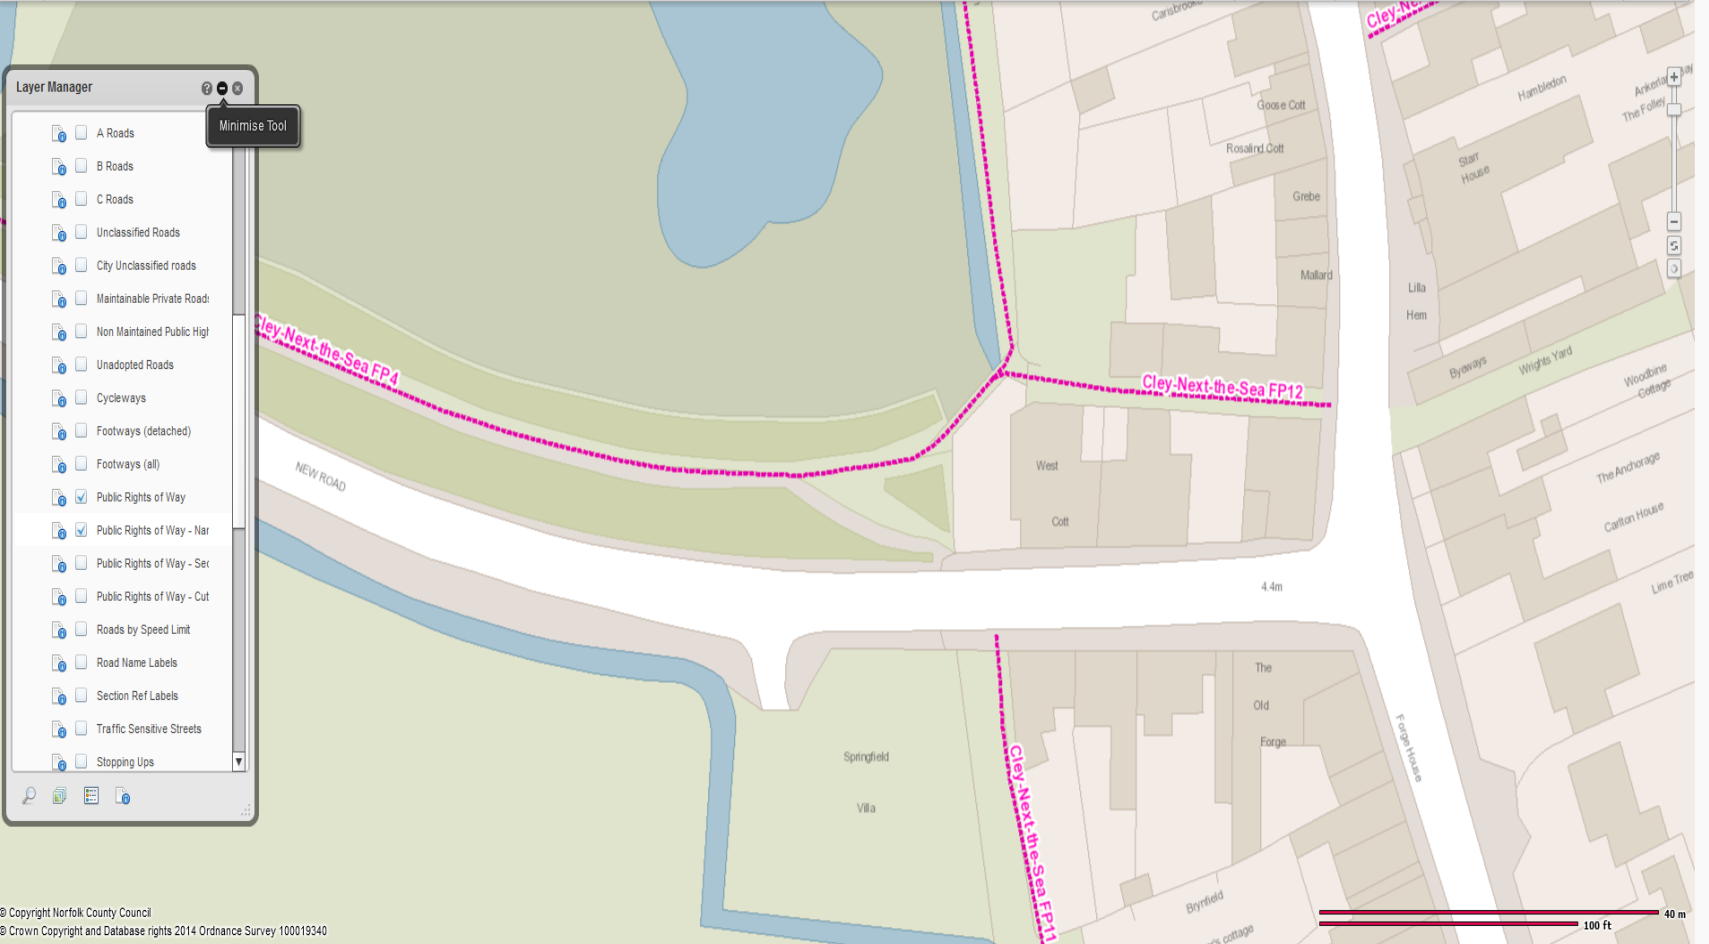 Layer Manager
?
Minimise Tool
A Roads
B Roads
C Roads
Unclassified Roads
City Unclassified roads
Maintainable Private Road
Non Maintained Public Hig
Unadopted Roads
Cycleways
Footways (detached)
Footways (all)
Public Rights of Way
Public Rights of Way - Nar
Public Rights of Way - Sec
Public Rights of Way - Cut
Roads by Speed Limit
Road Name Labels
Section Ref Labels
Traffic Sensitive Streets
Stopping Ups
© Copyright Norfolk County Council
© Crown Copyright and Database rights 2014 Ordnance Survey 100019340
Cley-Next-the-Sea FP4
NEW ROAD
Carisbrook
Cley-Ne
Goose Cott
Rosalind Cott
Grebe
Mallard
Hambledon
The Folley
Starr
House
Lilla
Hem
Byeways
Wrights Yard
Woodbine
Cottage
Cley-Next-the-Sea FP12
West
Cott
The Anchorage
Carlton House
Lime Tree
4.4m
The
Old
Forge
Forge House
Springfield
Villa
Cley-Next-the-Sea FP11
Brynfield
s cottage
40 m
100 ft